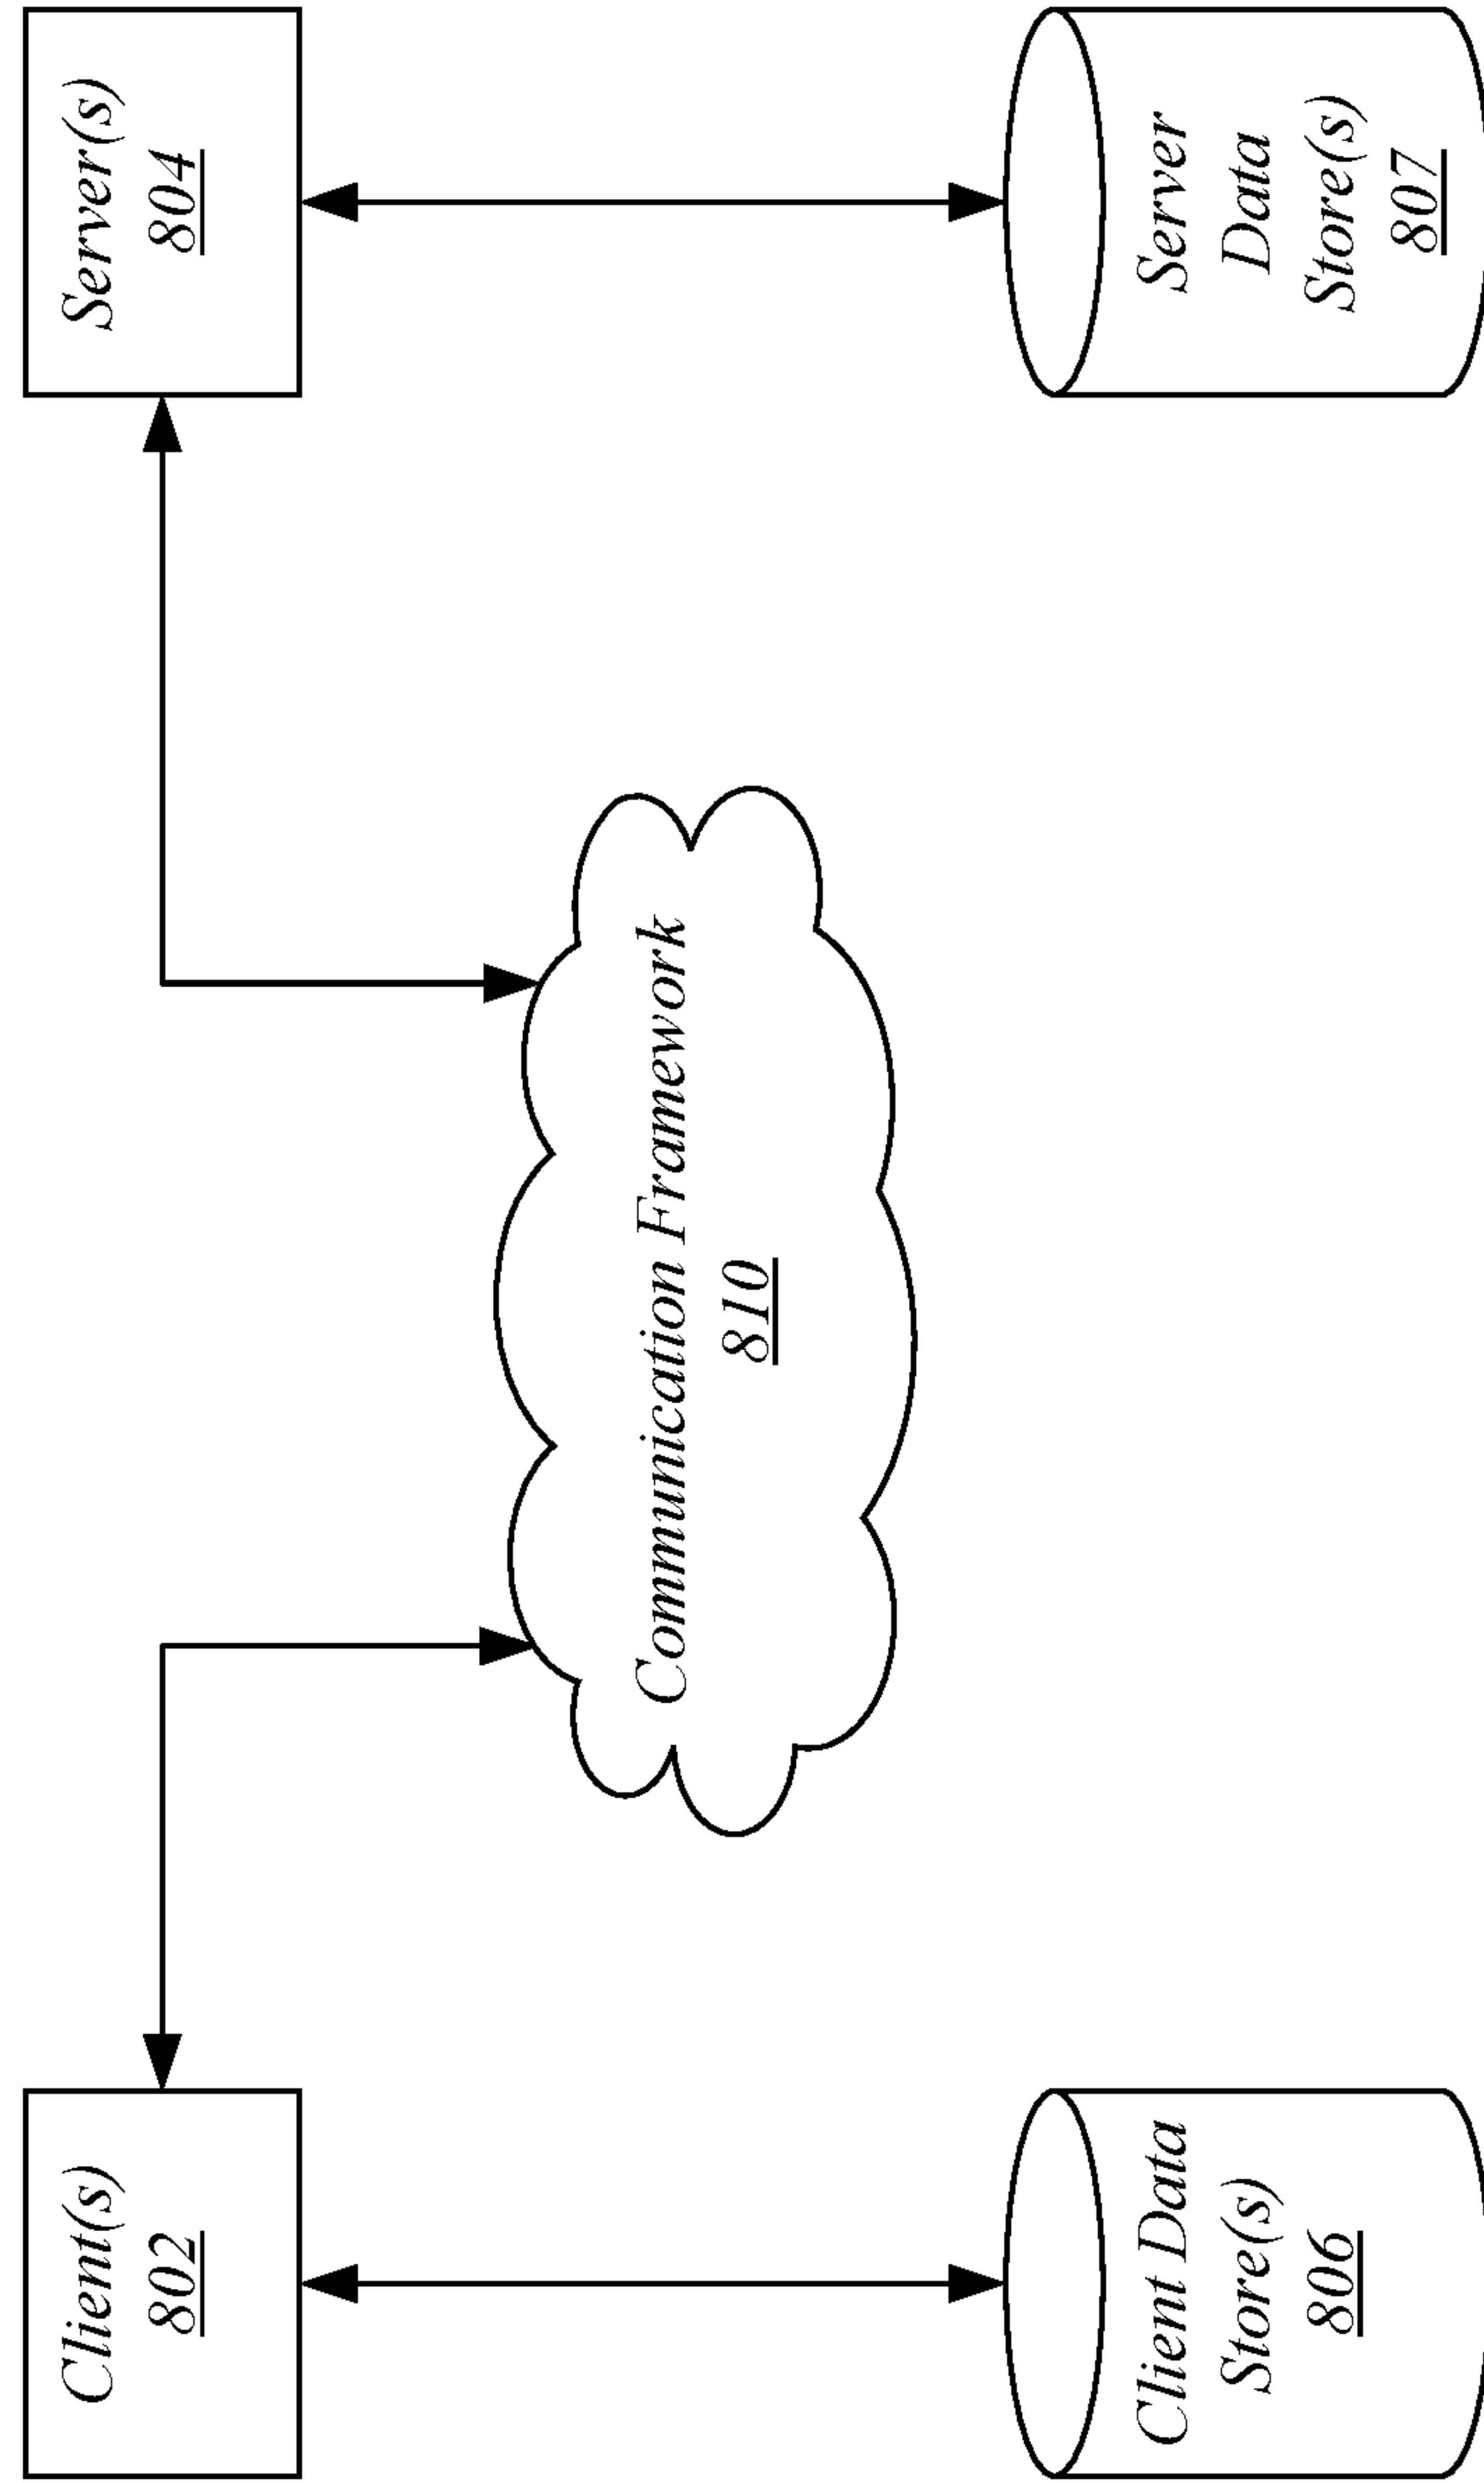 Client(s)
802
Server(s)
804
Communication Framework
810
Client Data
Store(s)
806
Server
Data
Store(s)
807